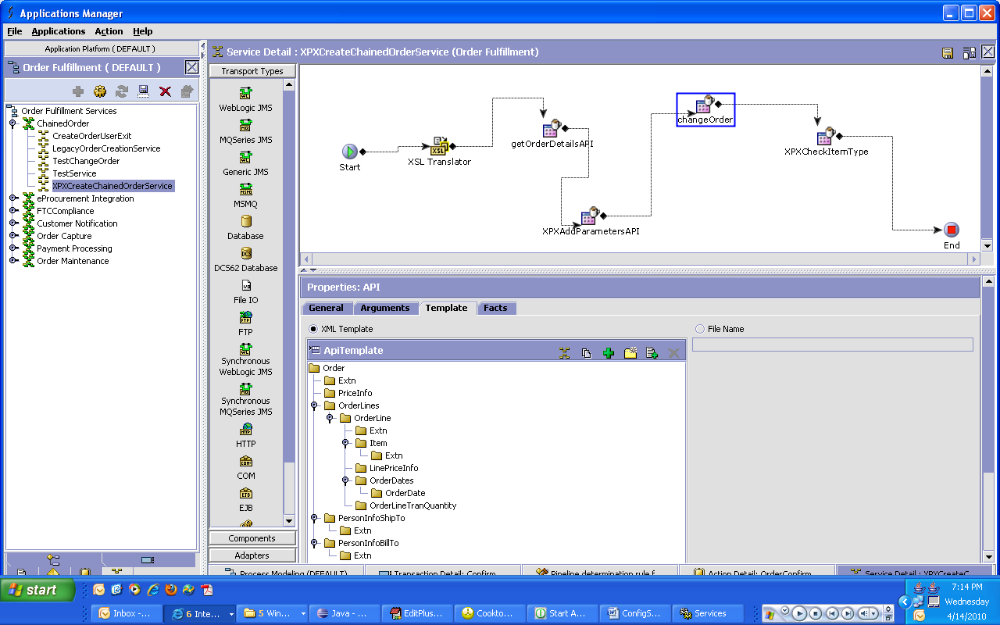 Applications Manager
File Applications Action Help
Application Platform ( DEFAULT )
Order Fulfillment ( DEFAULT )
Order Fulfillment Services
ChainedOrder
CreateOrderUserExit
LegacyOrderCreationService
TestChangeOrder
TestService
XPXCreateChainedOrderService
eProcurement Integration
FTCCompliance
Customer Notification
Order Capture
Payment Processing
Order Maintenance
Service Detail : XPXCreateChainedOrderService (Order Fulfillment)
Transport Types
WebLogic JMS
MQSeries JMS
Generic JMS
MSMQ
Database
DCS62 Database
File IO
FTP
Synchronous
WebLogic JMS
Synchronous
MQSeries JMS
HTTP
COM
EJB
Components
Adapters
Start
XSL Translator
getOrderDetailsAPI
XPXAddParametersAPI
changeOrder
XPXCheckItemType
End
Properties: API
General Arguments Template Facts
XML Template
File Name
ApiTemplate
Order
Extn
PriceInfo
OrderLines
OrderLine
Extn
Item
Extn
LinePriceInfo
OrderDates
OrderDate
OrderLineTranQuantity
PersonInfoShipTo
Extn
PersonInfoBillTo
Extn
Process Modeling (DEFAULT) Transaction Detail: Confirm Pipeline determination rule f Action Detail: OrderConfirm Service Detail : XPXCreateC
start
7:14 PM
Wednesday
4/14/2010
Inbox -... 6 Inte... 5 Win... Java - ... EditPlus... Cookto... Start A... ConfigS... Services